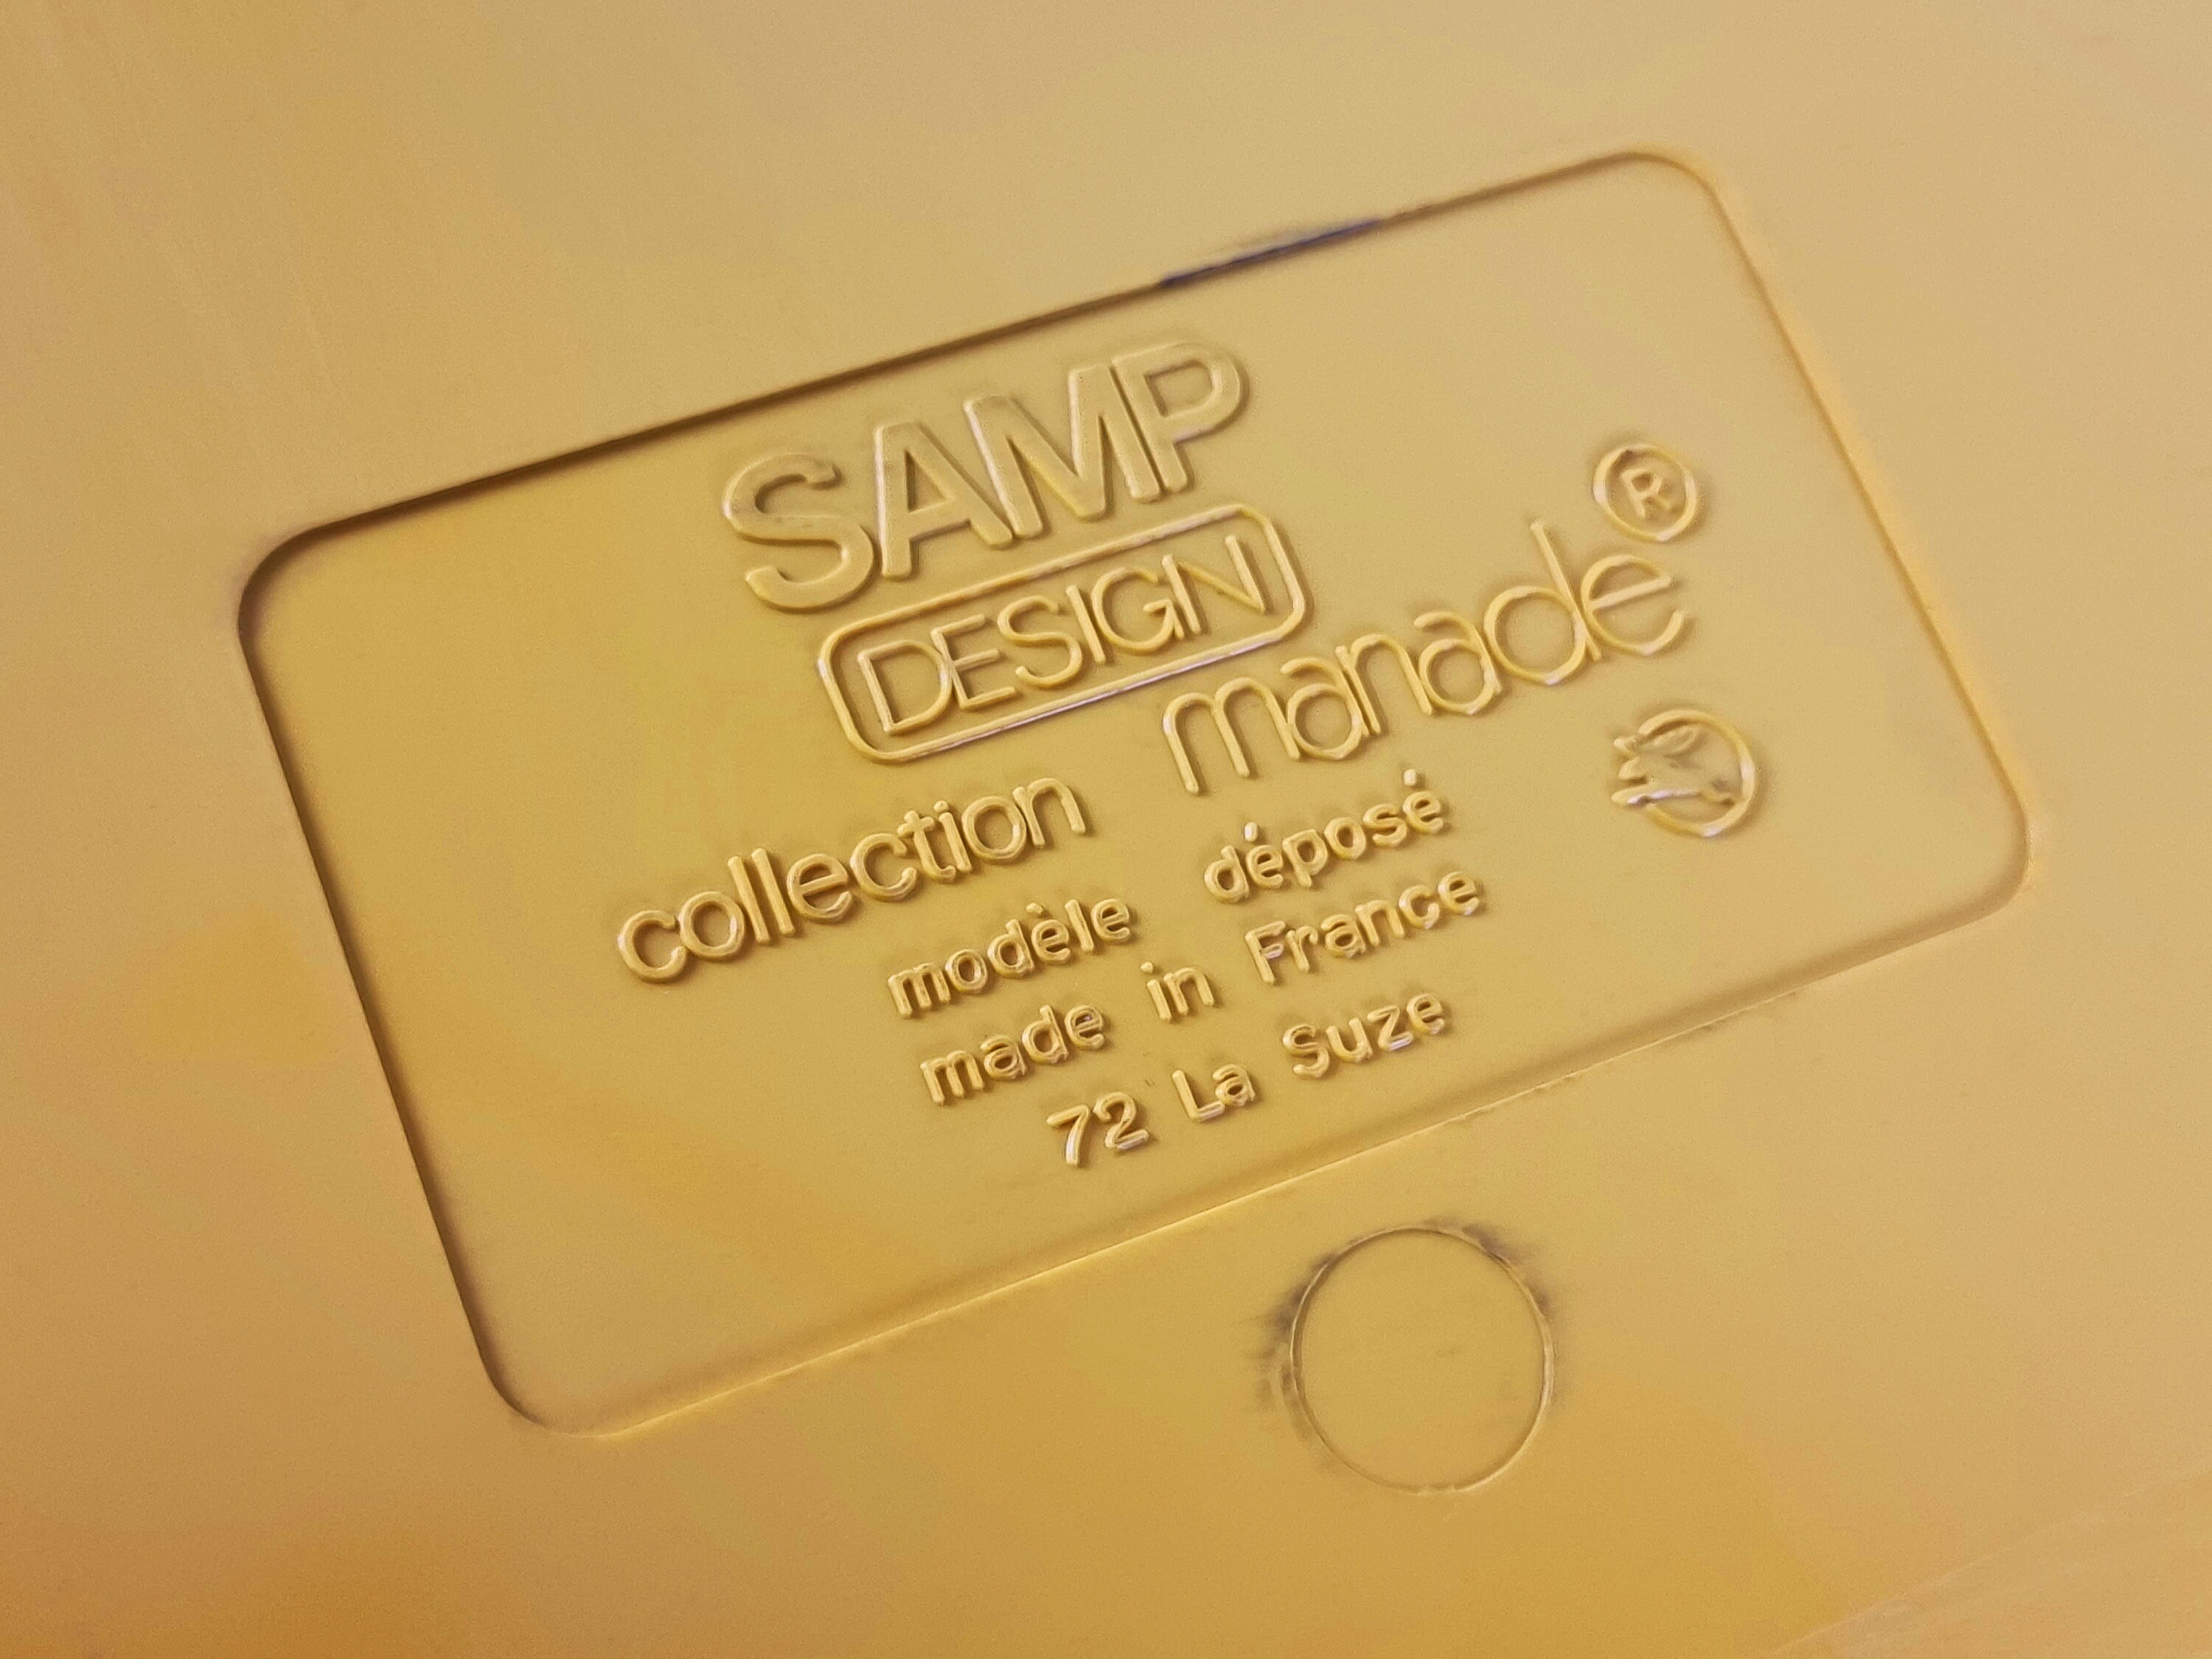 SAMP
DESIGN
collection manade ®
modèle déposé
made in France
72 La Suze